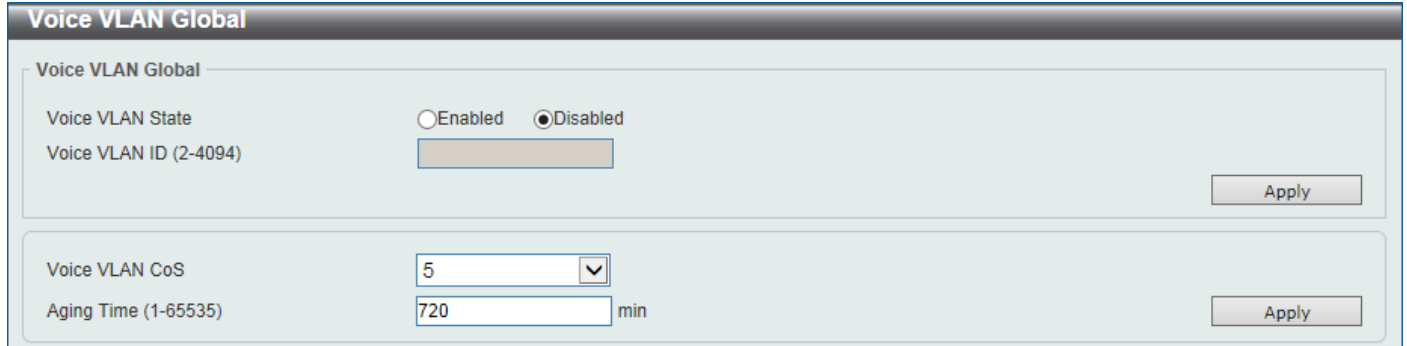 Voice VLAN Global
Voice VLAN Global
Voice VLAN State Enabled Disabled
Voice VLAN ID (2-4094)
Apply
Voice VLAN CoS 5
Aging Time (1-65535) 720 min Apply